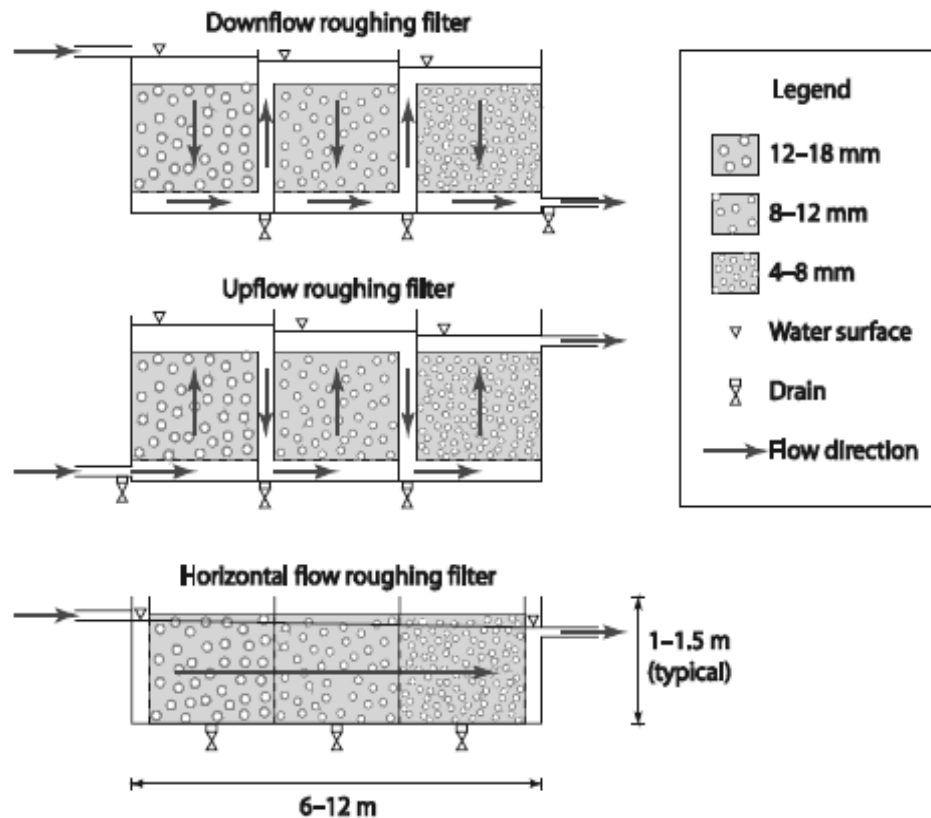 Downflow roughing filter
Legend
12–18 mm
8–12 mm
4–8 mm
Water surface
Drain
Flow direction
Upflow roughing filter
Horizontal flow roughing filter
1–1.5 m
(typical)
6–12 m